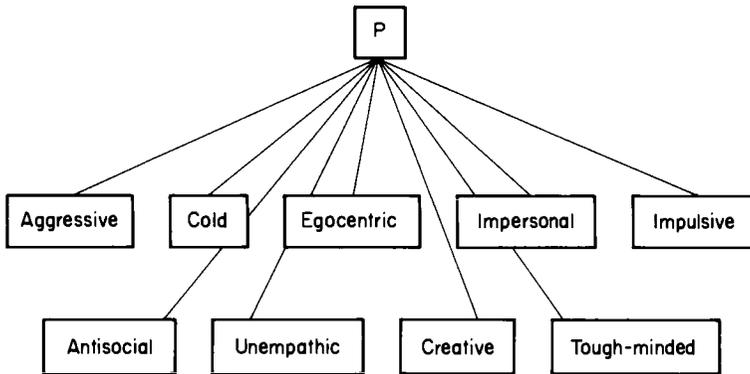 P
Aggressive
Cold
Egocentric
Impersonal
Impulsive
Antisocial
Unempathic
Creative
Tough-minded